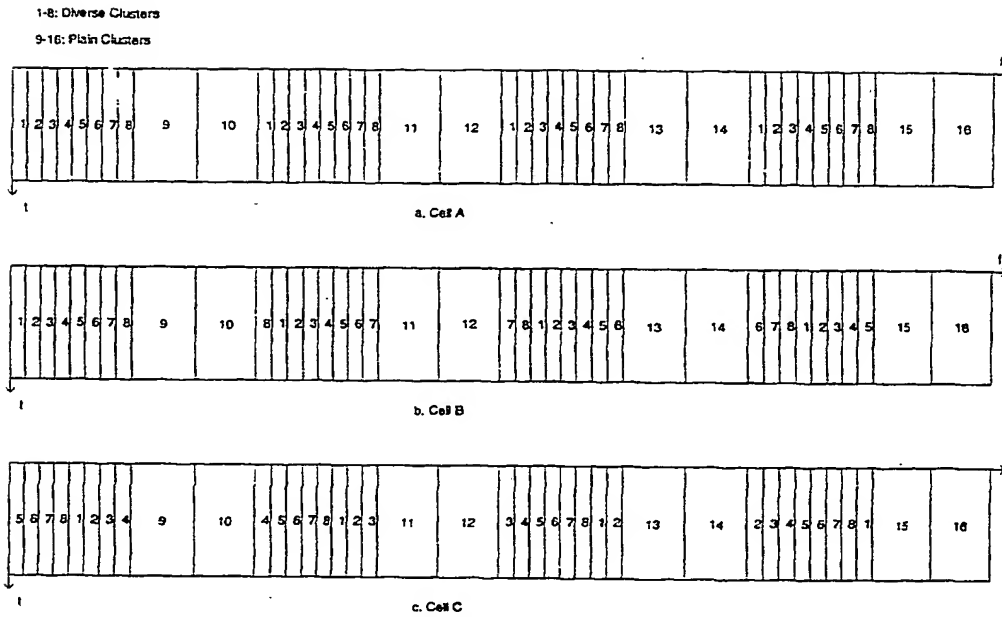 1-8: Diverse Clusters
9-16: Plain Clusters
f
1 2 3 4 5 6 7 8 9 10 1 2 3 4 5 6 7 8 11 12 1 2 3 4 5 6 7 8 13 14 1 2 3 4 5 6 7 8 15 16
t
a. Cell A
f
1 2 3 4 5 6 7 8 9 10 8 1 2 3 4 5 6 7 11 12 7 8 1 2 3 4 5 6 13 14 6 7 8 1 2 3 4 5 15 16
t
b. Cell B
5 6 7 8 1 2 3 4 9 10 4 5 6 7 8 1 2 3 11 12 3 4 5 6 7 8 1 2 13 14 2 3 4 5 6 7 8 1 15 16
t
c. Cell C